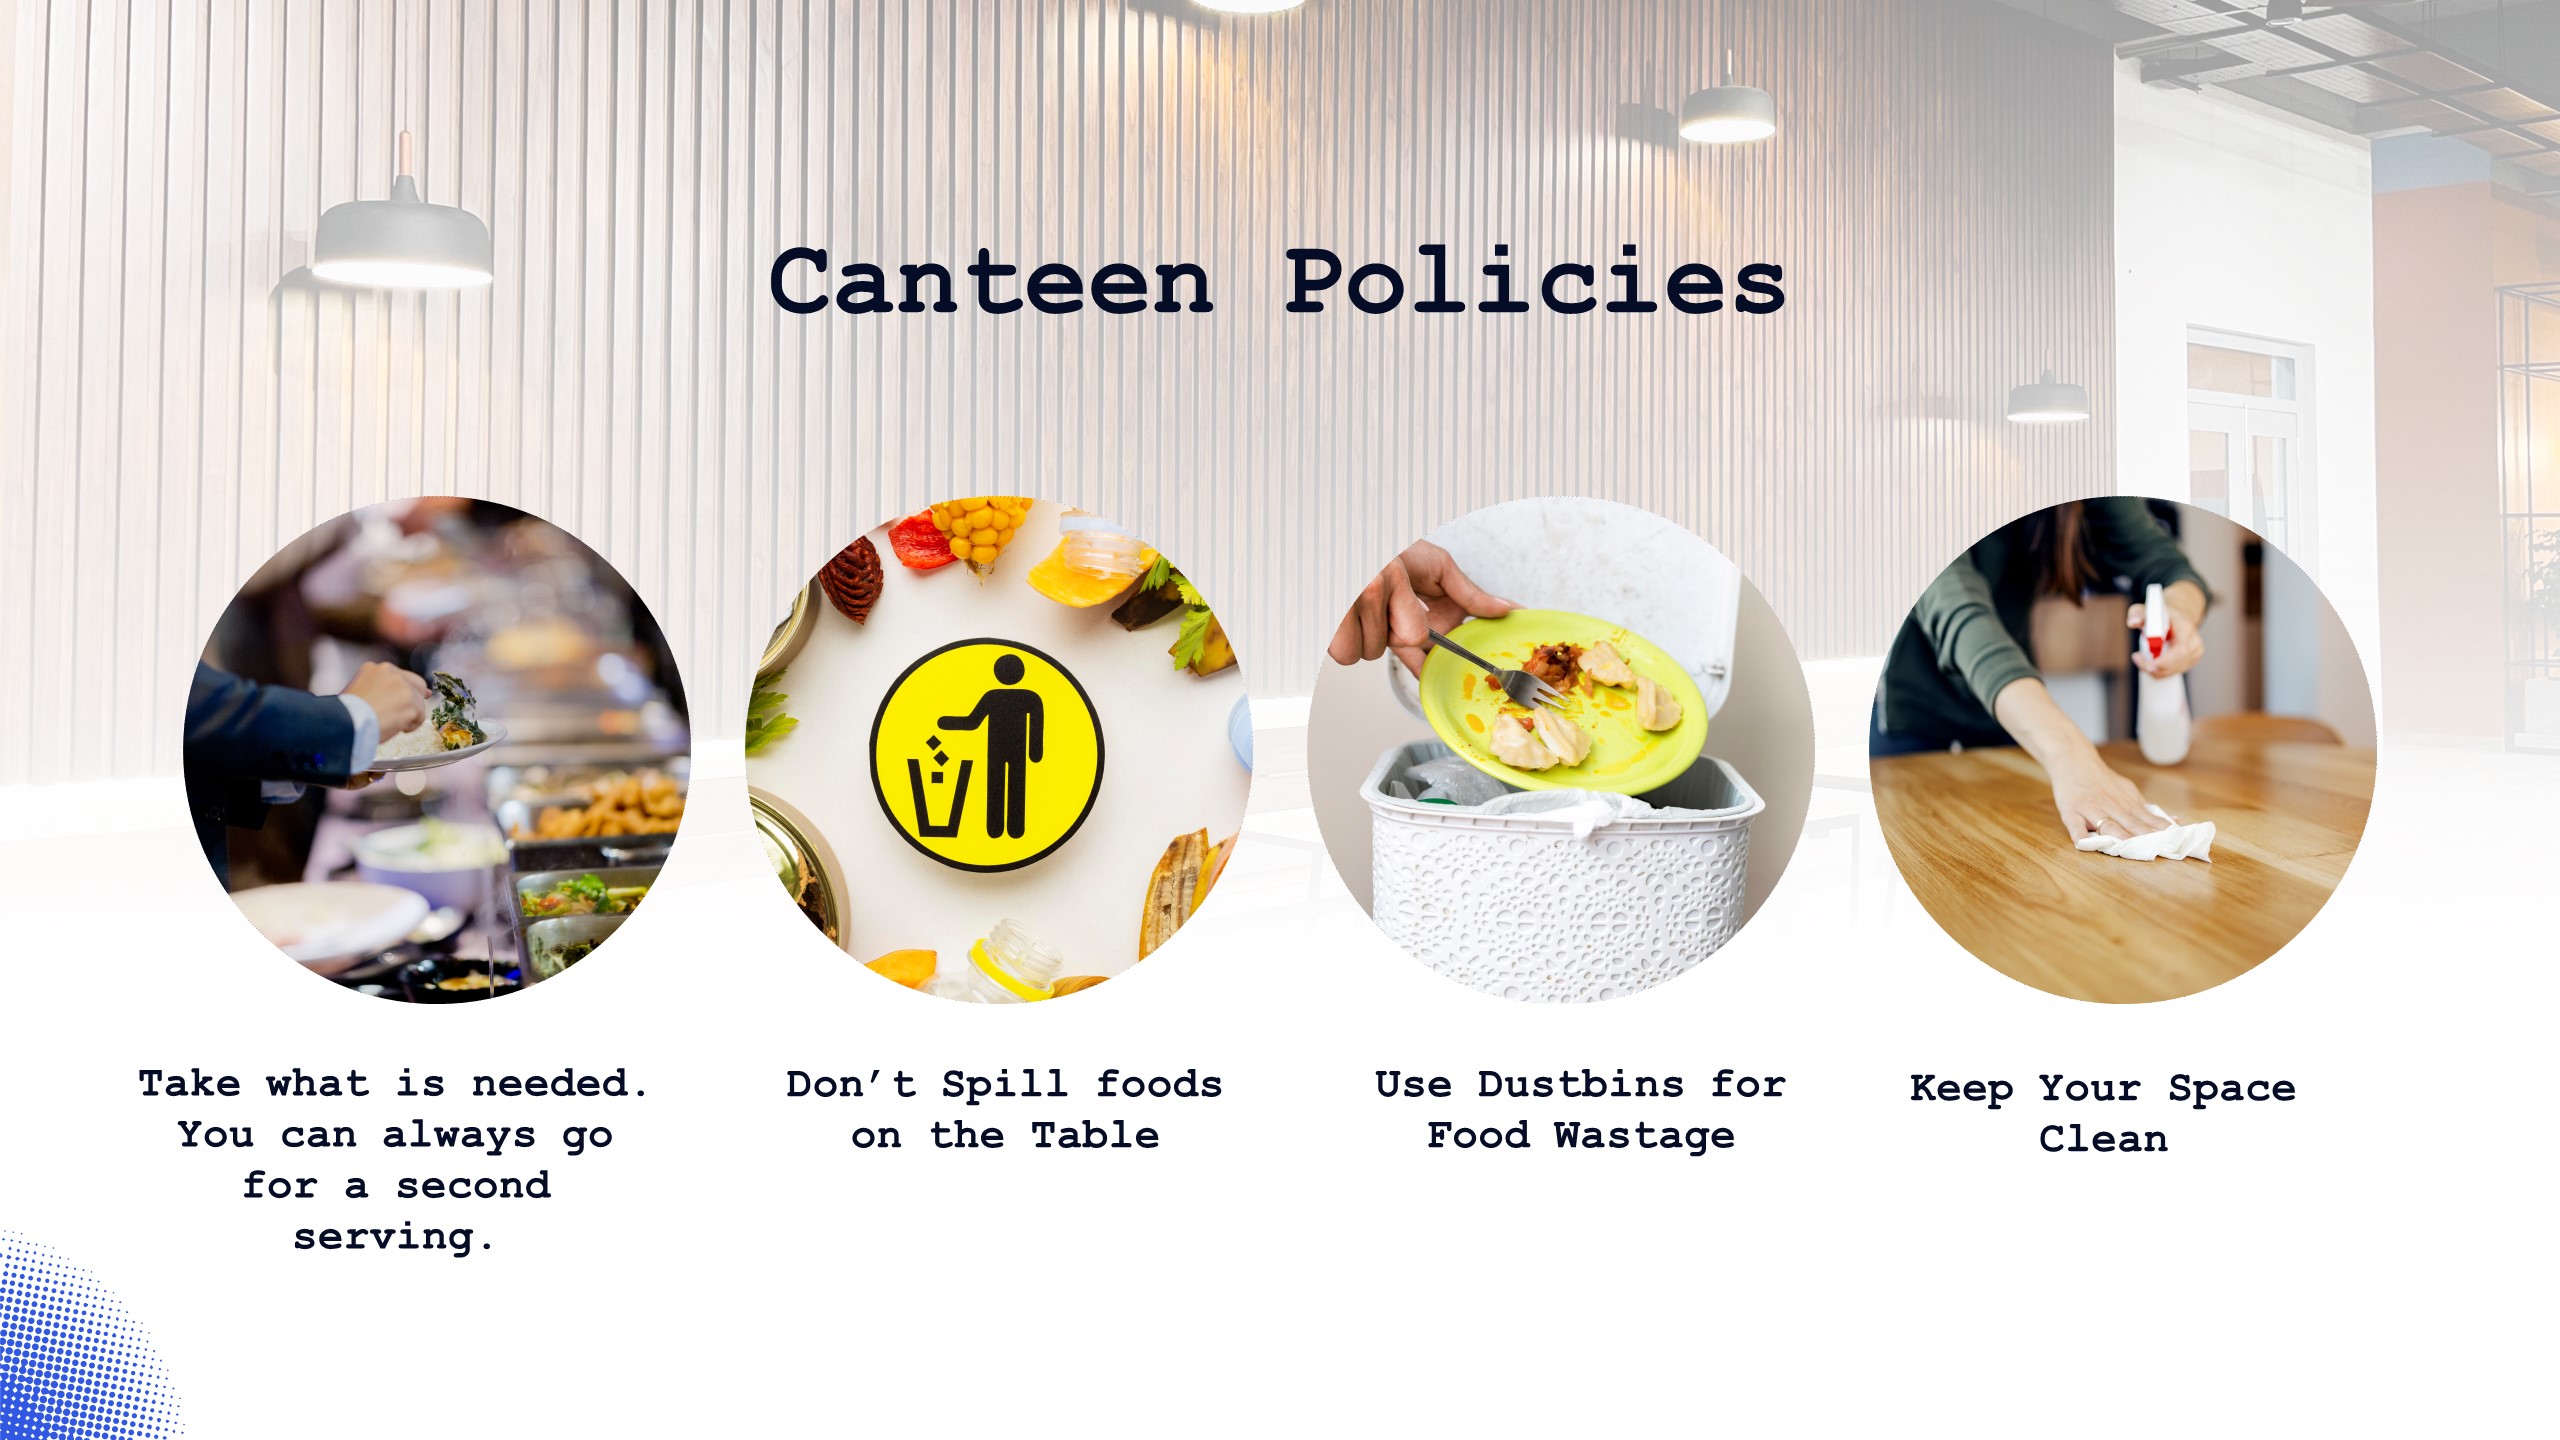 Canteen Policies
Take what is needed.
You can always go
for a second
serving.
Don’t Spill foods
on the Table
Use Dustbins for
Food Wastage
Keep Your Space
Clean